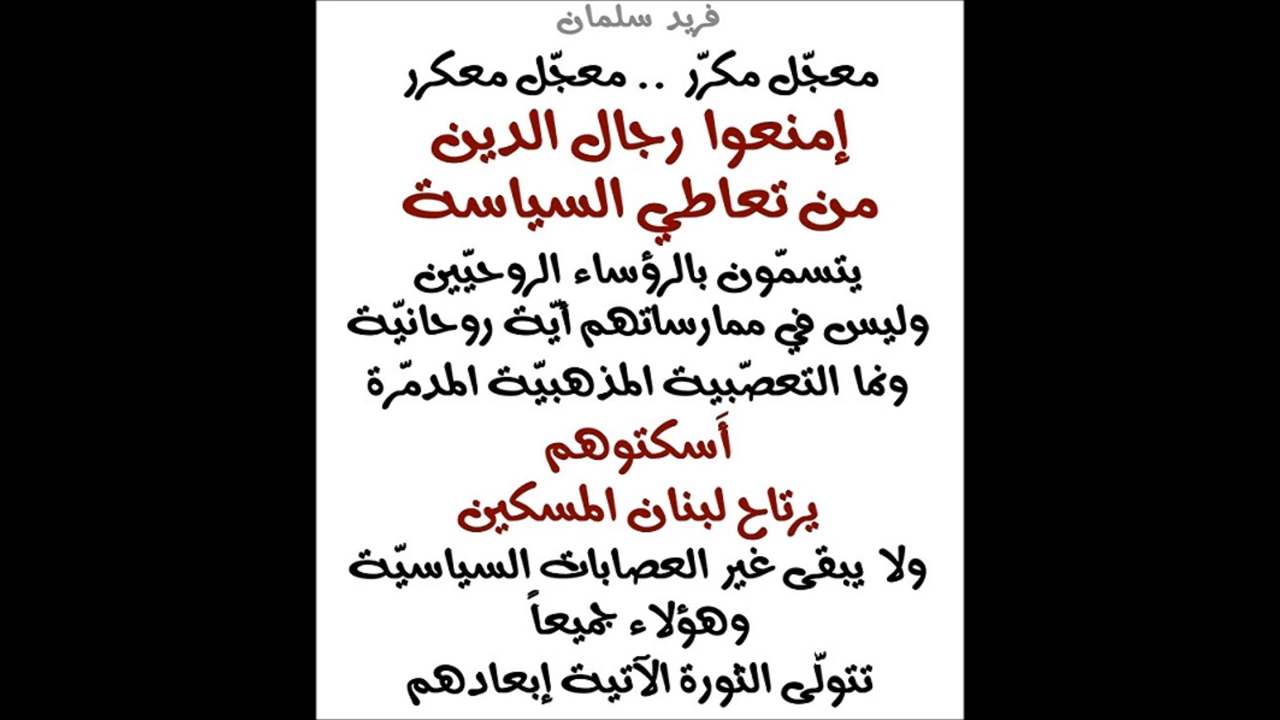 فريد سلمان
معجّل مكرّر .. معجّل معكرر
إمنعوا رجال الدين
من تعاطي السياسة
يتسمّون بالرؤساء الروحيّين
وليس في ممارساتهم أيّة روحانيّة
ونما التعصّبية المذهبيّة المدمّرة
أَسكتوهم
يرتاح لبنان المسكين
ولا يبقى غير العصابات السياسيّة
وهؤلاء جميعاً
تتولّى الثورة الآتية إبعادهم